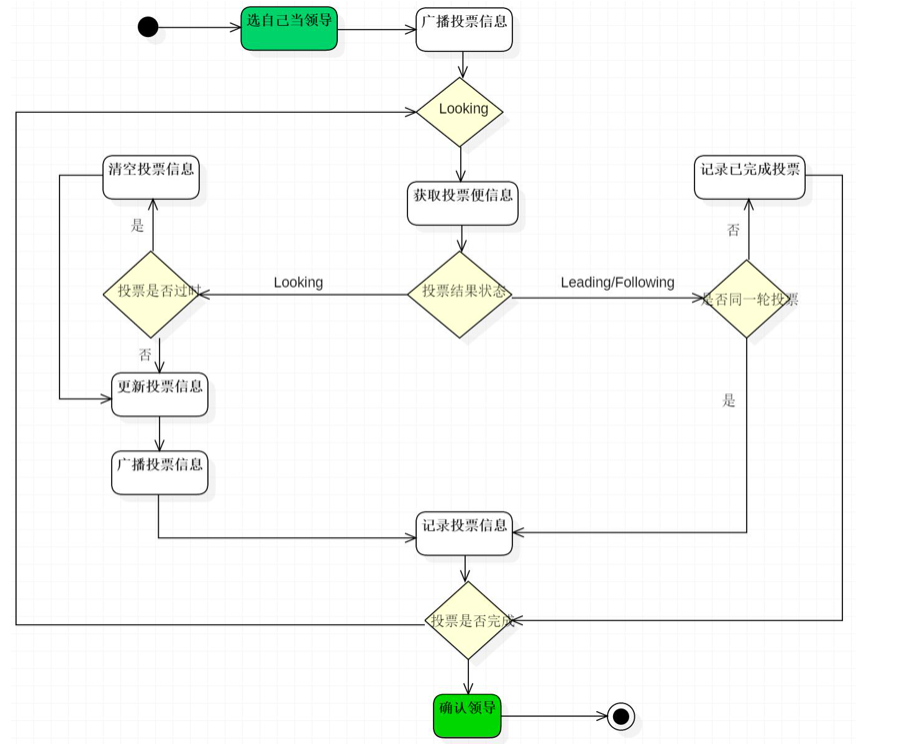 选自己当领导
广播投票信息
Looking
清空投票信息
获取投票便信息
记录已完成投票
是
否
投票是否过时
Looking
投票结果状态
Leading/Following
是否同一轮投票
否
更新投票信息
是
广播投票信息
记录投票信息
投票是否完成
确认领导